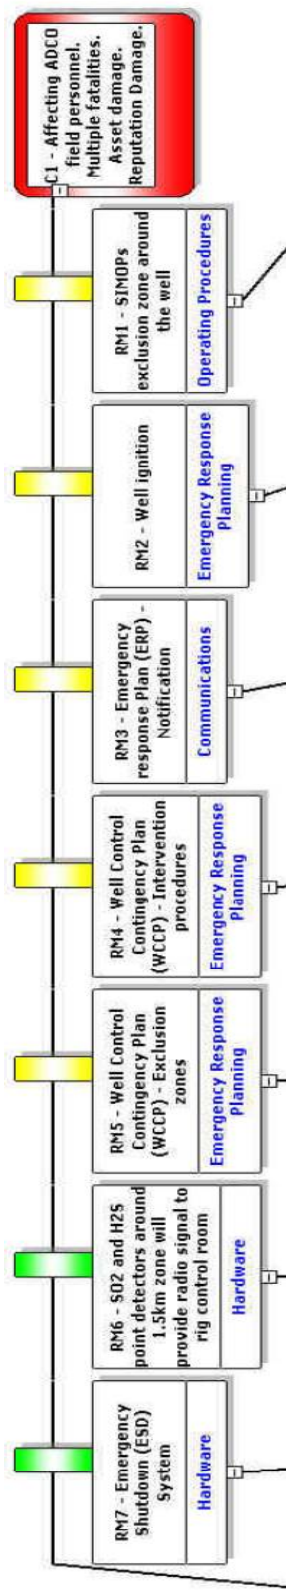 RM7 - Emergency
Shutdown (ESD)
System
Hardware
RM6 - SO2 and H2S
point detectors around
1.5km zone will
provide radio signal to
rig control room
Hardware
RM5 - Well Control
Contingency Plan
(WCCP) - Exclusion
zones
Emergency Response
Planning
RM4 - Well Control
Contingency Plan
(WCCP) - Intervention
procedures
Emergency Response
Planning
RM3 - Emergency
response Plan (ERP) -
Notification
Communications
RM2 - Well ignition
Emergency Response
Planning
RM1 - SIMOPs
exclusion zone around
the well
Operating Procedures
C1 - Affecting ADCO
field personnel.
Multiple fatalities.
Asset damage.
Reputation Damage.